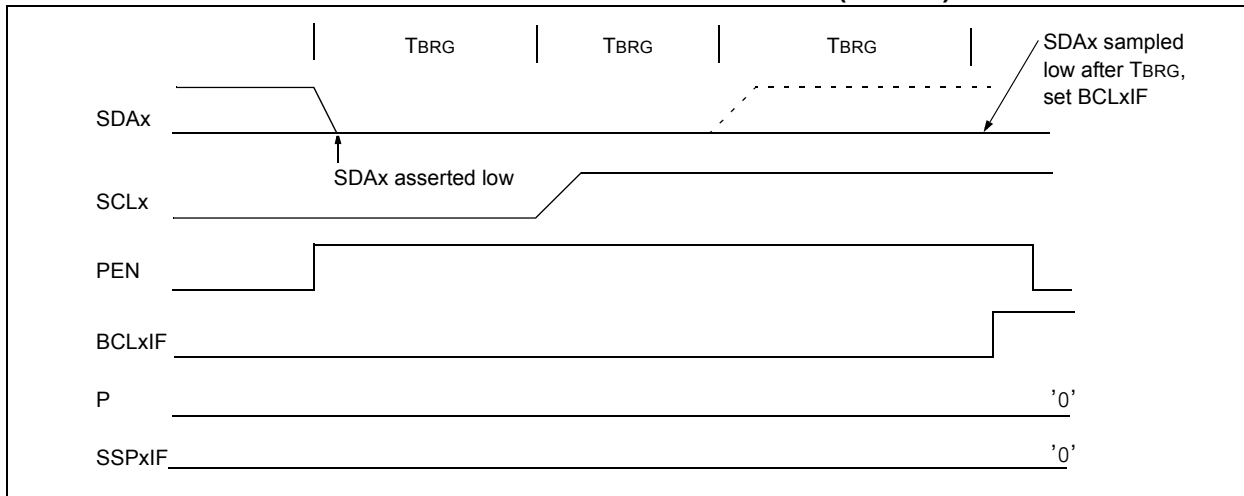 TBRG TBRG TBRG
SDAx sampled
low after TBRG,
set BCLxIF
SDAx
SDAx asserted low
SCLx
PEN
BCLxIF
P '0'
SSPxIF '0'